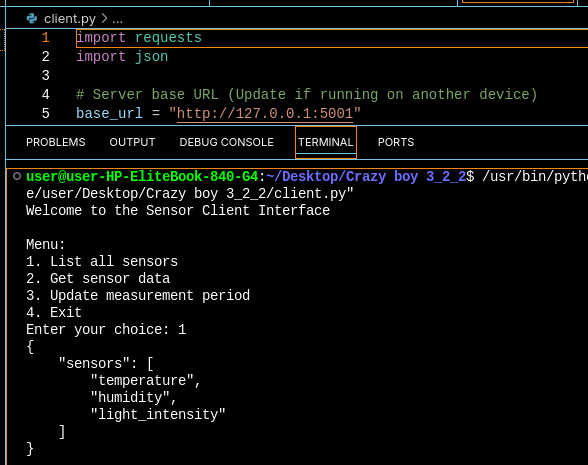 client.py > ...
1 import requests
2 import json
3
4 # Server base URL (Update if running on another device)
5 base_url = "http://127.0.0.1:5001"
PROBLEMS OUTPUT DEBUG CONSOLE TERMINAL PORTS
user@user-HP-EliteBook-840-G4:~/Desktop/Crazy boy 3_2_2$ /usr/bin/pytho
e/user/Desktop/Crazy boy 3_2_2/client.py"
Welcome to the Sensor Client Interface
Menu:
1. List all sensors
2. Get sensor data
3. Update measurement period
4. Exit
Enter your choice: 1
{
    "sensors": [
        "temperature",
        "humidity",
        "light_intensity"
    ]
}